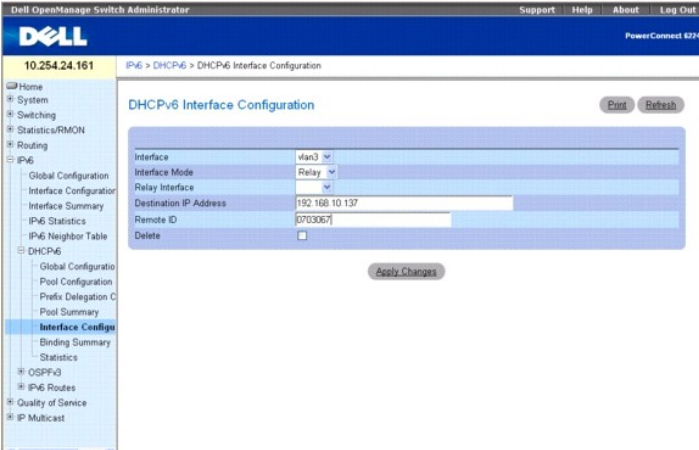 Dell OpenManage Switch Administrator
Support Help About Log Out
DELL
PowerConnect 6224
10.254.24.161
IPv6 > DHCPv6 > DHCPv6 Interface Configuration
Home
System
Switching
Statistics/RMON
Routing
IPv6
Global Configuration
Interface Configuration
Interface Summary
IPv6 Statistics
IPv6 Neighbor Table
DHCPv6
Global Configuratio
Pool Configuration
Prefix Delegation C
Pool Summary
Interface Configu
Binding Summary
Statistics
OSPFv3
IPv6 Routes
Quality of Service
IP Multicast
DHCPv6 Interface Configuration
Print Refresh
Interface vlan3
Interface Mode Relay
Relay Interface
Destination IP Address 192.168.10.137
Remote ID 0703067
Delete
Apply Changes